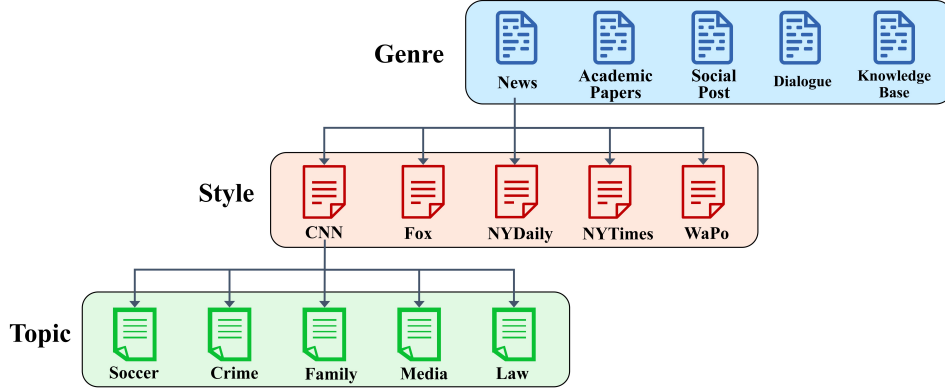 Genre
News
Academic
Papers
Social
Post
Dialogue
Knowledge
Base
Style
CNN
Fox
NYDaily
NYTimes
WaPo
Topic
Soccer
Crime
Family
Media
Law